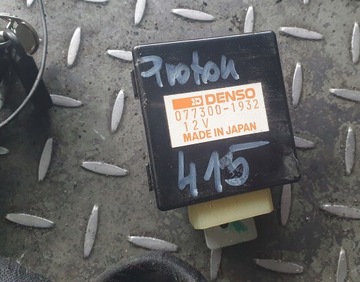 Proton
DENSO
077300-1932
12V
MADE IN JAPAN
415